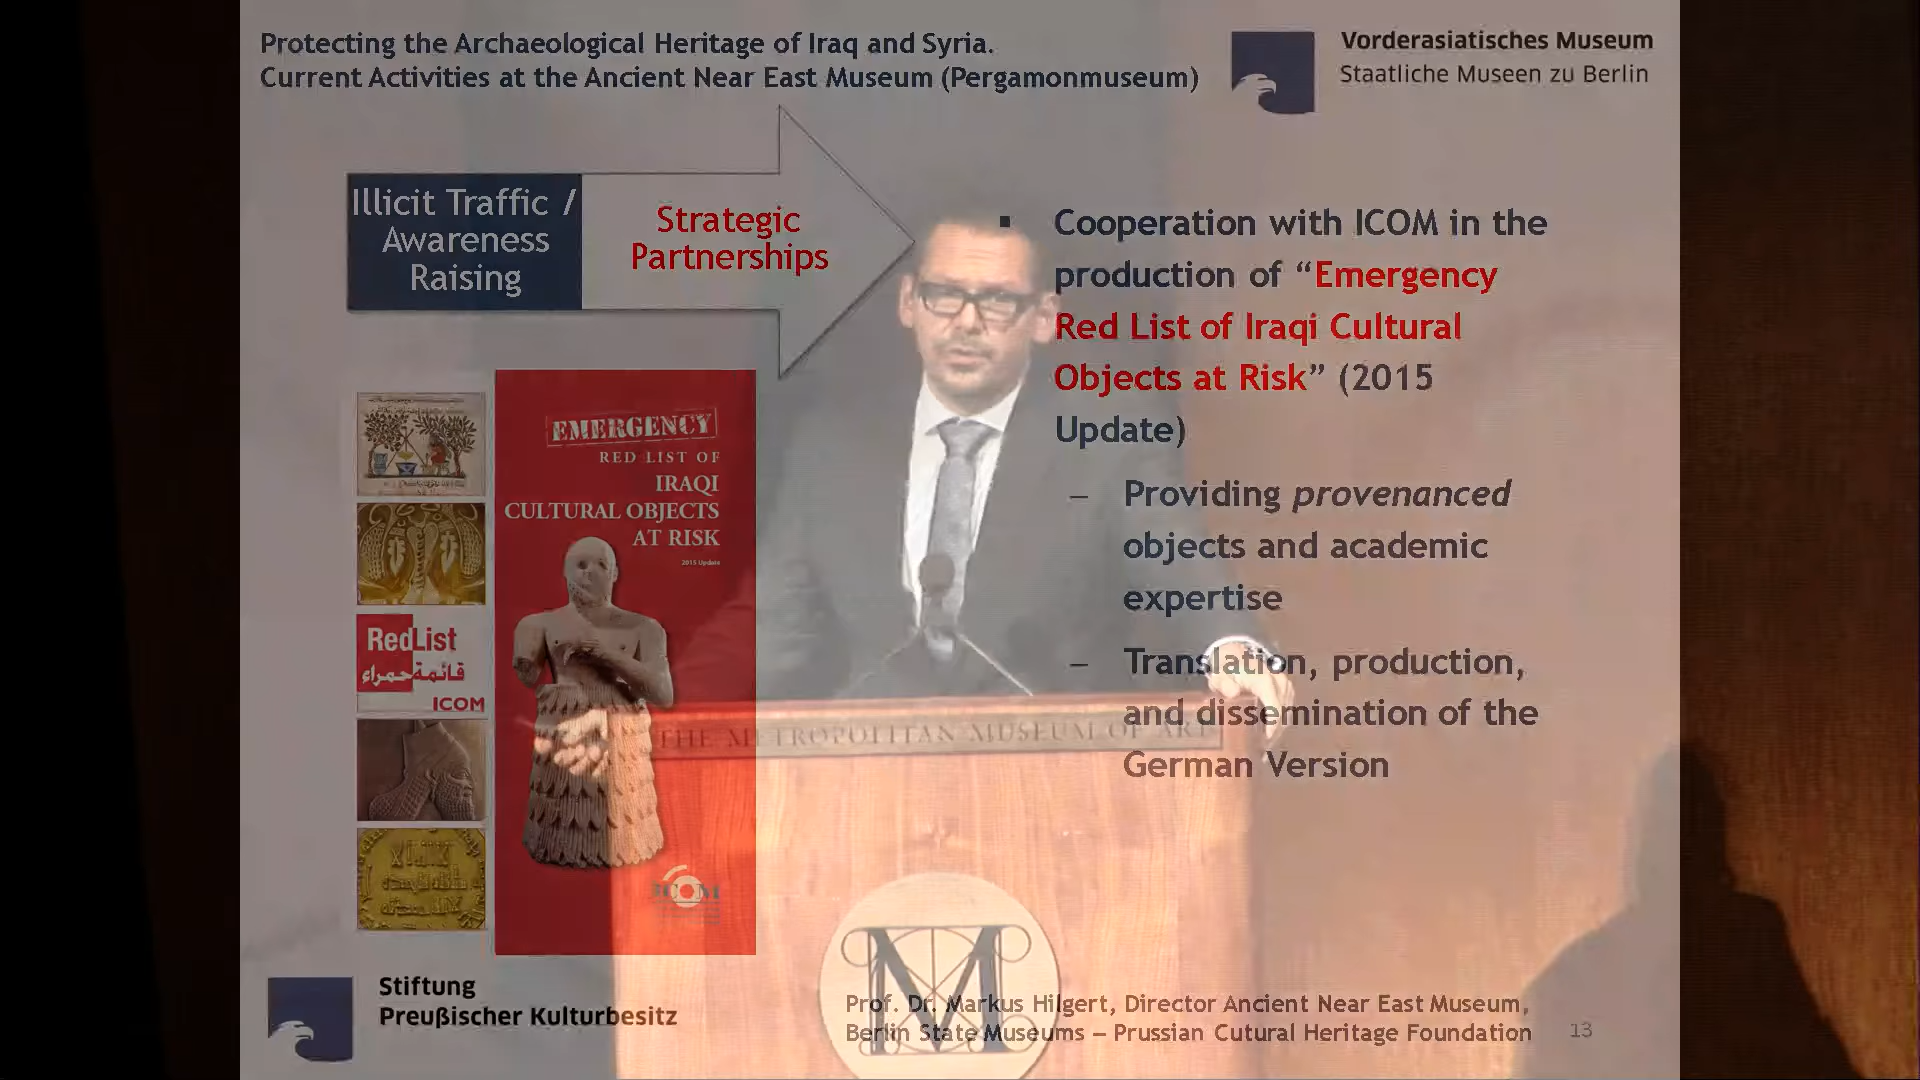 Protecting the Archaeological Heritage of Iraq and Syria.
Current Activities at the Ancient Near East Museum (Pergamonmuseum)
Vorderasiatisches Museum
Staatliche Museen zu Berlin
Illicit Traffic /
Awareness
Raising
Strategic
Partnerships
▪ Cooperation with ICOM in the
production of “Emergency
Red List of Iraqi Cultural
Objects at Risk” (2015
Update)
– Providing provenanced
objects and academic
expertise
– Translation, production,
and dissemination of the
German Version
EMERGENCY
RED LIST OF
IRAQI
CULTURAL OBJECTS
AT RISK
2015 Update
RedList
قائمة حمراء
ICOM
ICOM
THE METROPOLITAN MUSEUM OF ART
M
Stiftung
Preußischer Kulturbesitz
Prof. Dr. Markus Hilgert, Director Ancient Near East Museum,
Berlin State Museums – Prussian Cutural Heritage Foundation
13